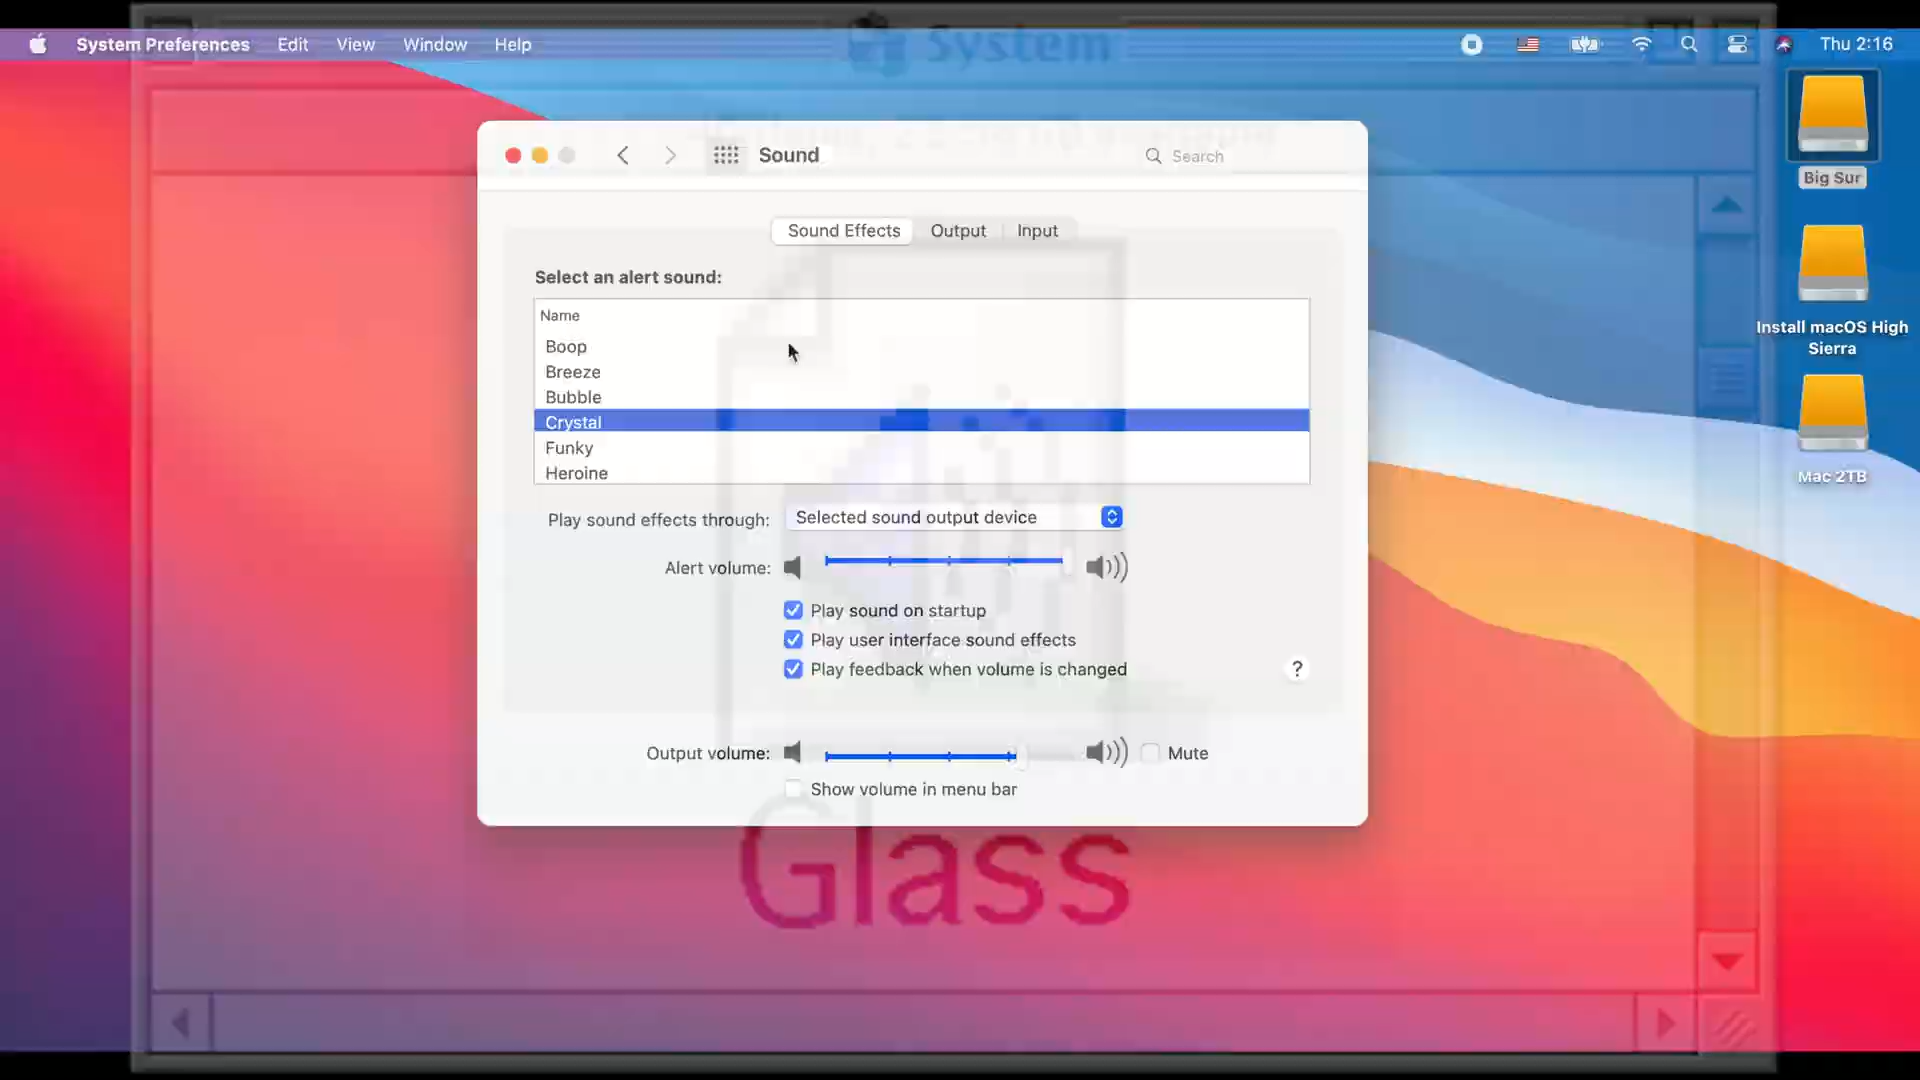 System Preferences Edit View Window Help Thu 2:16
System
Sound Search
Sound Effects Output Input
Select an alert sound:
Name
Boop
Breeze
Bubble
Crystal
Funky
Heroine
Play sound effects through: Selected sound output device
Alert volume:
Play sound on startup
Play user interface sound effects
Play feedback when volume is changed ?
Output volume: Mute
Show volume in menu bar
Glass
Big Sur
Install macOS High
Sierra
Mac 2TB